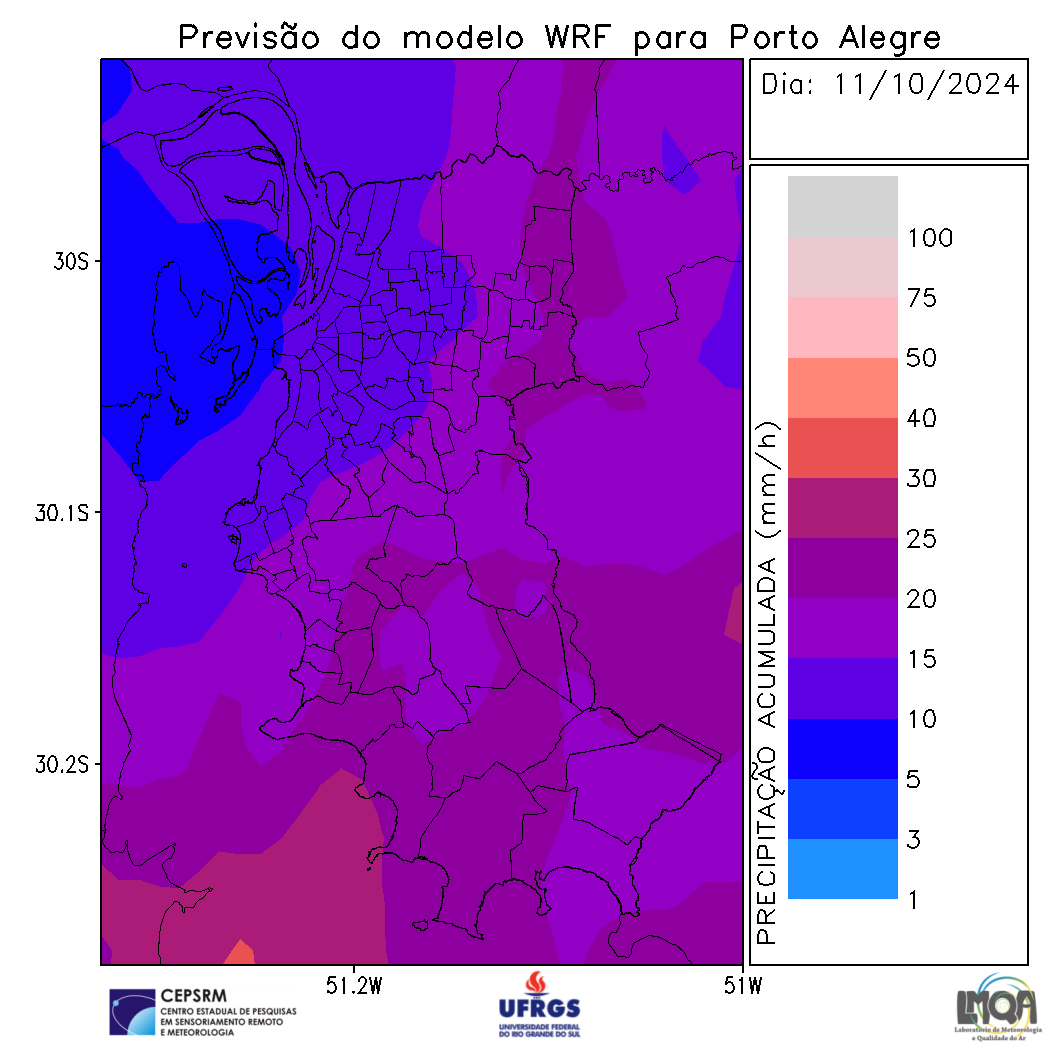 Previsão do modelo WRF para Porto Alegre
Dia: 11/10/2024
30S
30.1S
30.2S
51.2W
51W
PRECIPITAÇÃO ACUMULADA (mm/h)
100
75
50
40
30
25
20
15
10
5
3
1
CEPSRM
CENTRO ESTADUAL DE PESQUISAS
EM SENSORIAMENTO REMOTO
E METEOROLOGIA
UFRGS
UNIVERSIDADE FEDERAL
DO RIO GRANDE DO SUL
LMQA
Laboratório de Meteorologia
e Qualidade do Ar